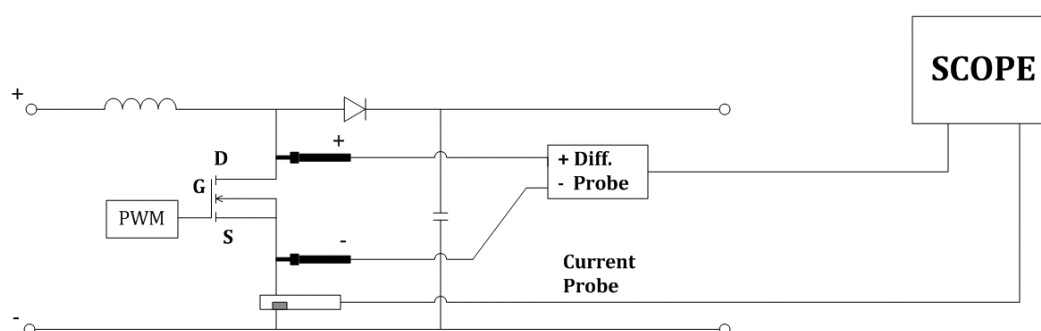 SCOPE
+
+
D
+ Diff.
- Probe
G
PWM
S
-
Current
Probe
-